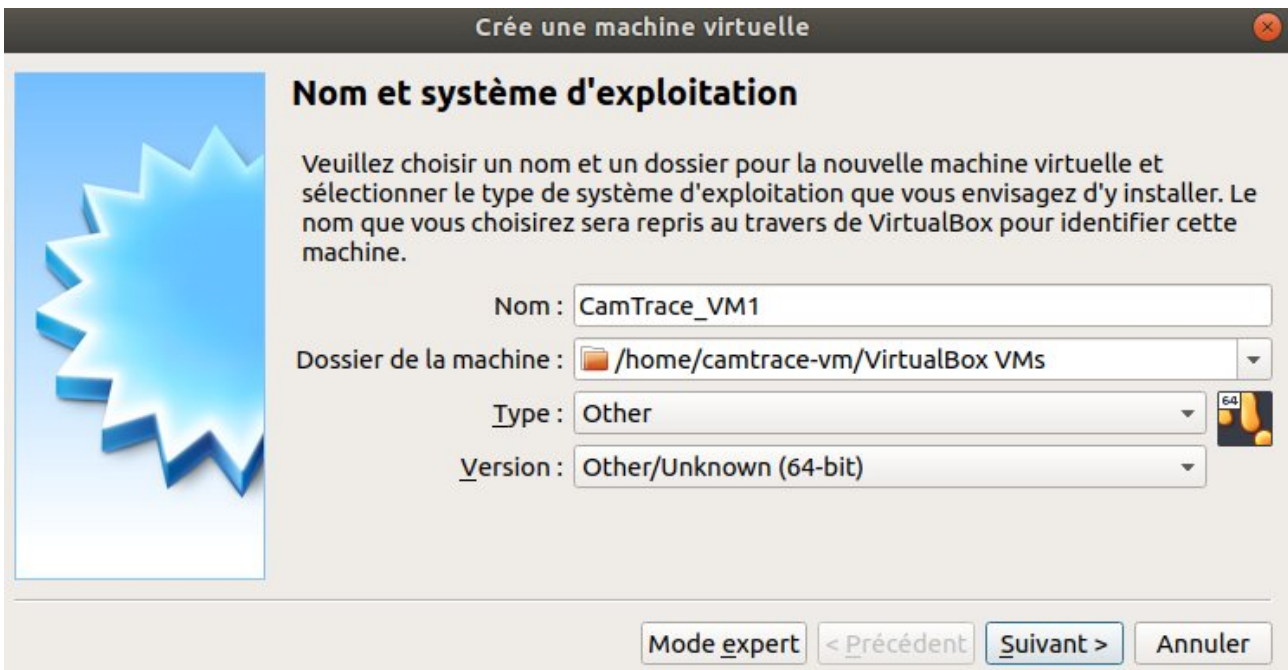 Crée une machine virtuelle
Nom et système d'exploitation
Veuillez choisir un nom et un dossier pour la nouvelle machine virtuelle et
sélectionner le type de système d'exploitation que vous envisagez d'y installer. Le
nom que vous choisirez sera repris au travers de VirtualBox pour identifier cette
machine.
Nom : CamTrace_VM1
Dossier de la machine : /home/camtrace-vm/VirtualBox VMs
Type : Other
64
Version : Other/Unknown (64-bit)
Mode expert < Précédent Suivant > Annuler